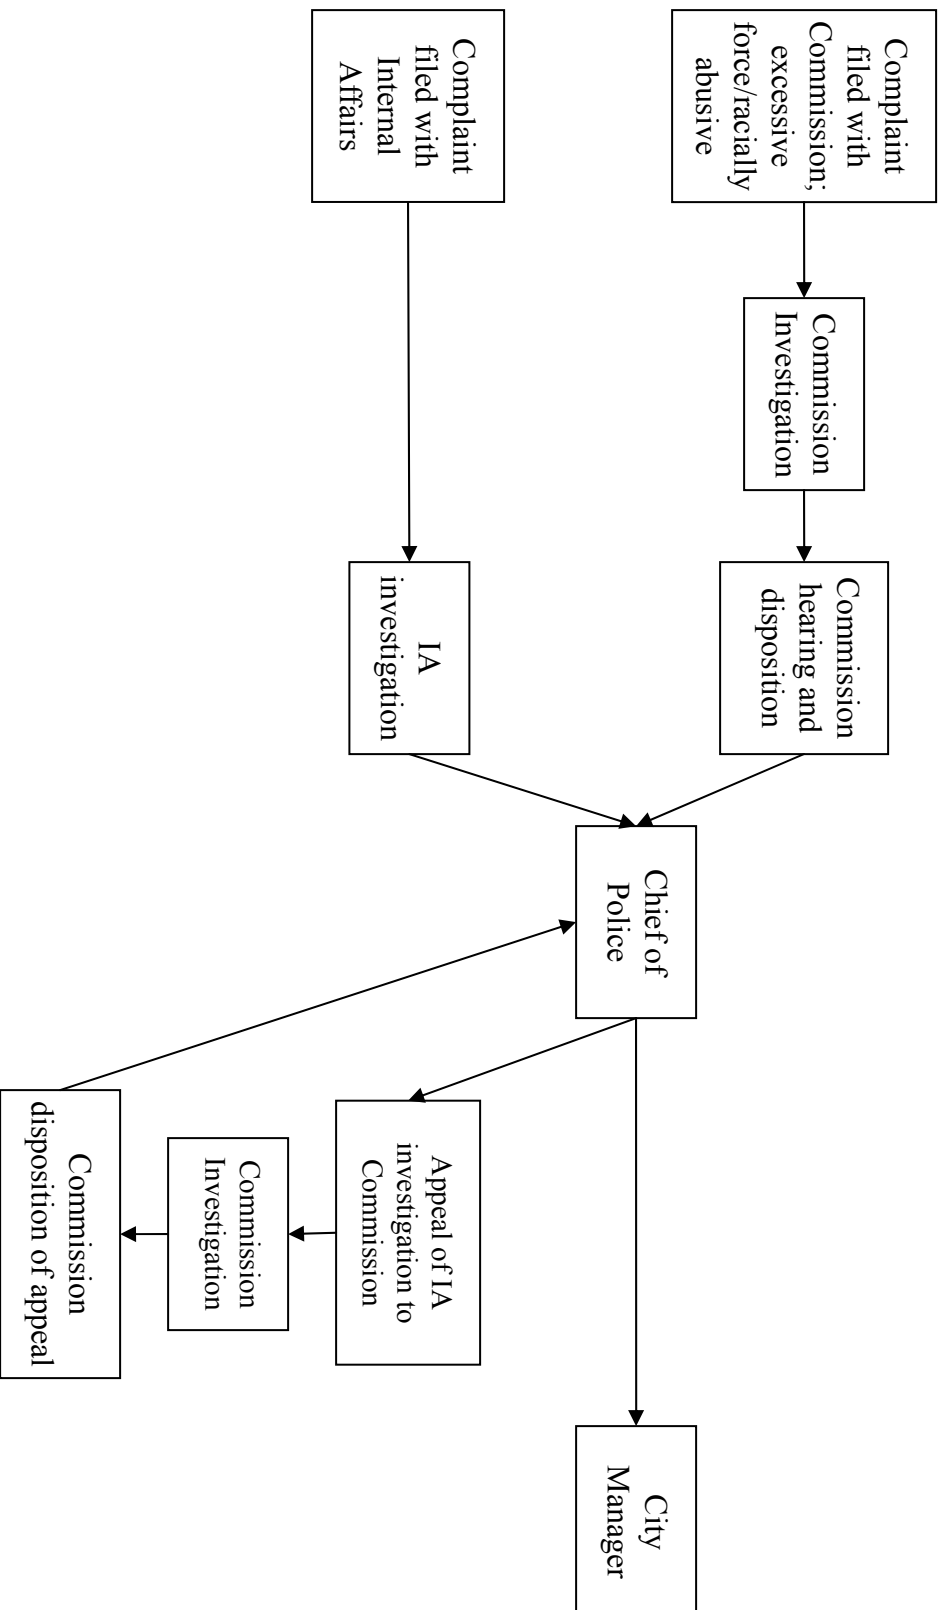 Complaint
filed with
Commission;
excessive
force/racially
abusive
Commission
Investigation
Commission
hearing and
disposition
Complaint
filed with
Internal
Affairs
IA
investigation
Chief of
Police
City
Manager
Appeal of IA
investigation to
Commission
Commission
Investigation
Commission
disposition of appeal